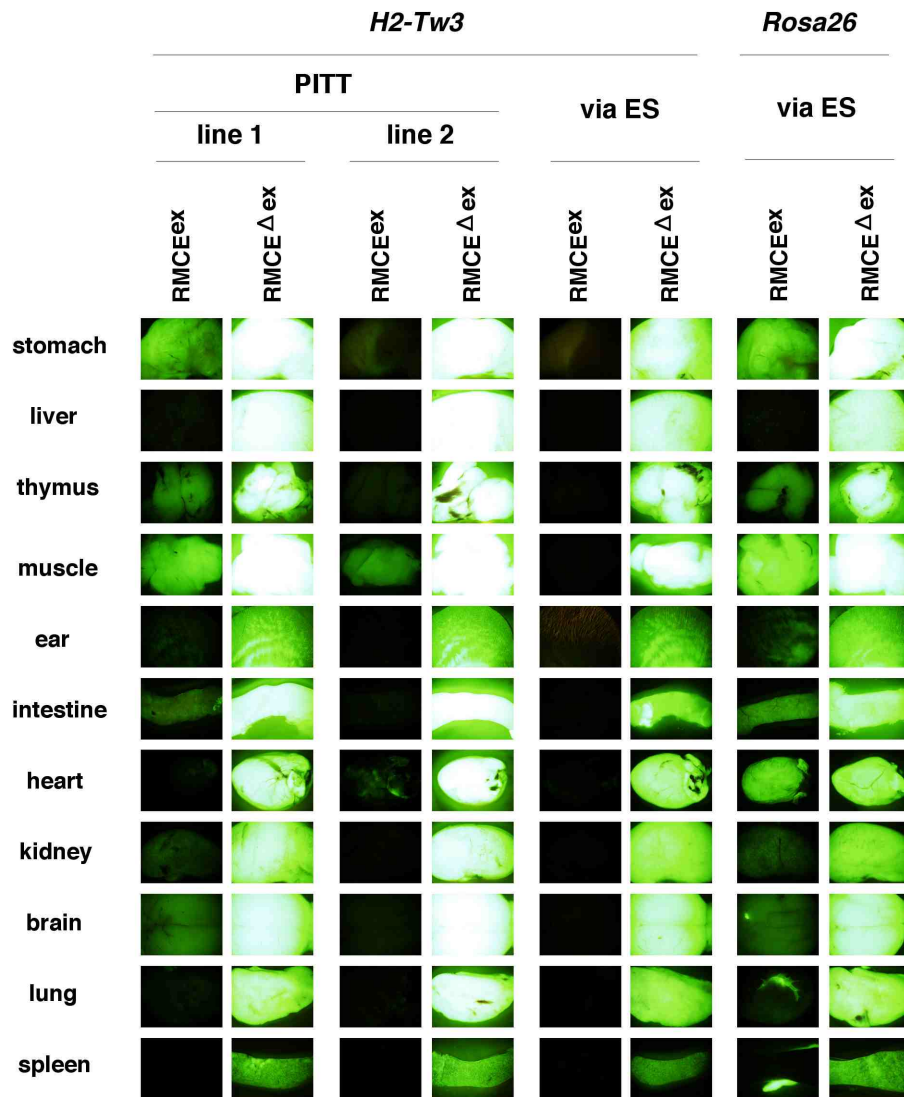 H2-Tw3 Rosa26
PITT via ES via ES
line 1 line 2
RMCEex RMCEΔex RMCEex RMCEΔex RMCEex RMCEΔex RMCEex RMCEΔex
stomach
liver
thymus
muscle
ear
intestine
heart
kidney
brain
lung
spleen